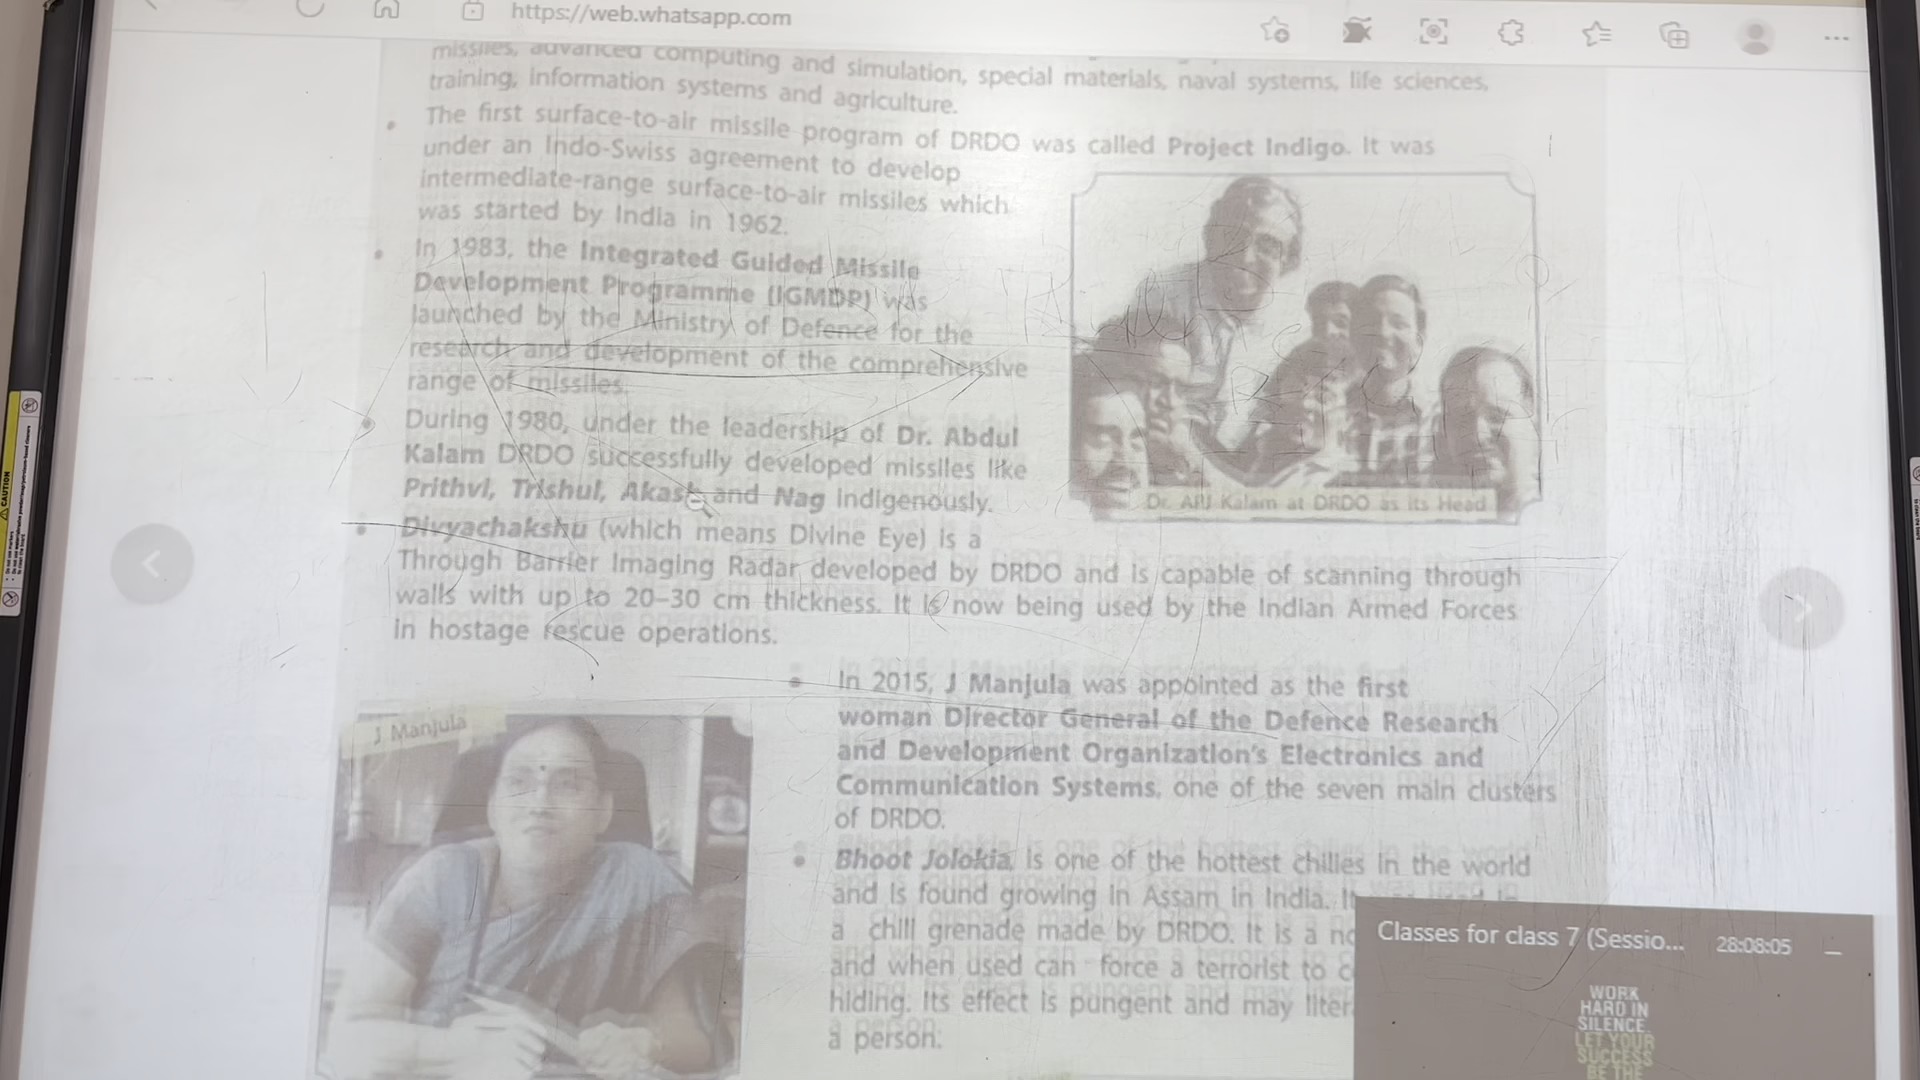 https://web.whatsapp.com
missiles, advanced computing and simulation, special materials, naval systems, life sciences,
training, information systems and agriculture.
• The first surface-to-air missile program of DRDO was called Project Indigo. It was
under an Indo-Swiss agreement to develop
intermediate-range surface-to-air missiles which
was started by India in 1962.
• In 1983, the Integrated Guided Missile
Development Programme (IGMDP) was
launched by the Ministry of Defence for the
research and development of the comprehensive
range of missiles.
• During 1980, under the leadership of Dr. Abdul
Kalam DRDO successfully developed missiles like
Prithvi, Trishul, Akash and Nag indigenously.
Dr. APJ Kalam at DRDO as its Head
• Divyachakshu (which means Divine Eye) is a
Through Barrier Imaging Radar developed by DRDO and is capable of scanning through
walls with up to 20–30 cm thickness. It is now being used by the Indian Armed Forces
in hostage rescue operations.
J Manjula
• In 2015, J Manjula was appointed as the first
woman Director General of the Defence Research
and Development Organization's Electronics and
Communication Systems, one of the seven main clusters
of DRDO.
• Bhoot Jolokia, is one of the hottest chillies in the world
and is found growing in Assam in India. It
a chili grenade made by DRDO. It is a
and when used can force a terrorist to
hiding. Its effect is pungent and may
a person.
Classes for class 7 (Sessio... 28:08:05
WORK
HARD IN
SILENCE
LET YOUR
SUCCESS
BE THE
CAUTION